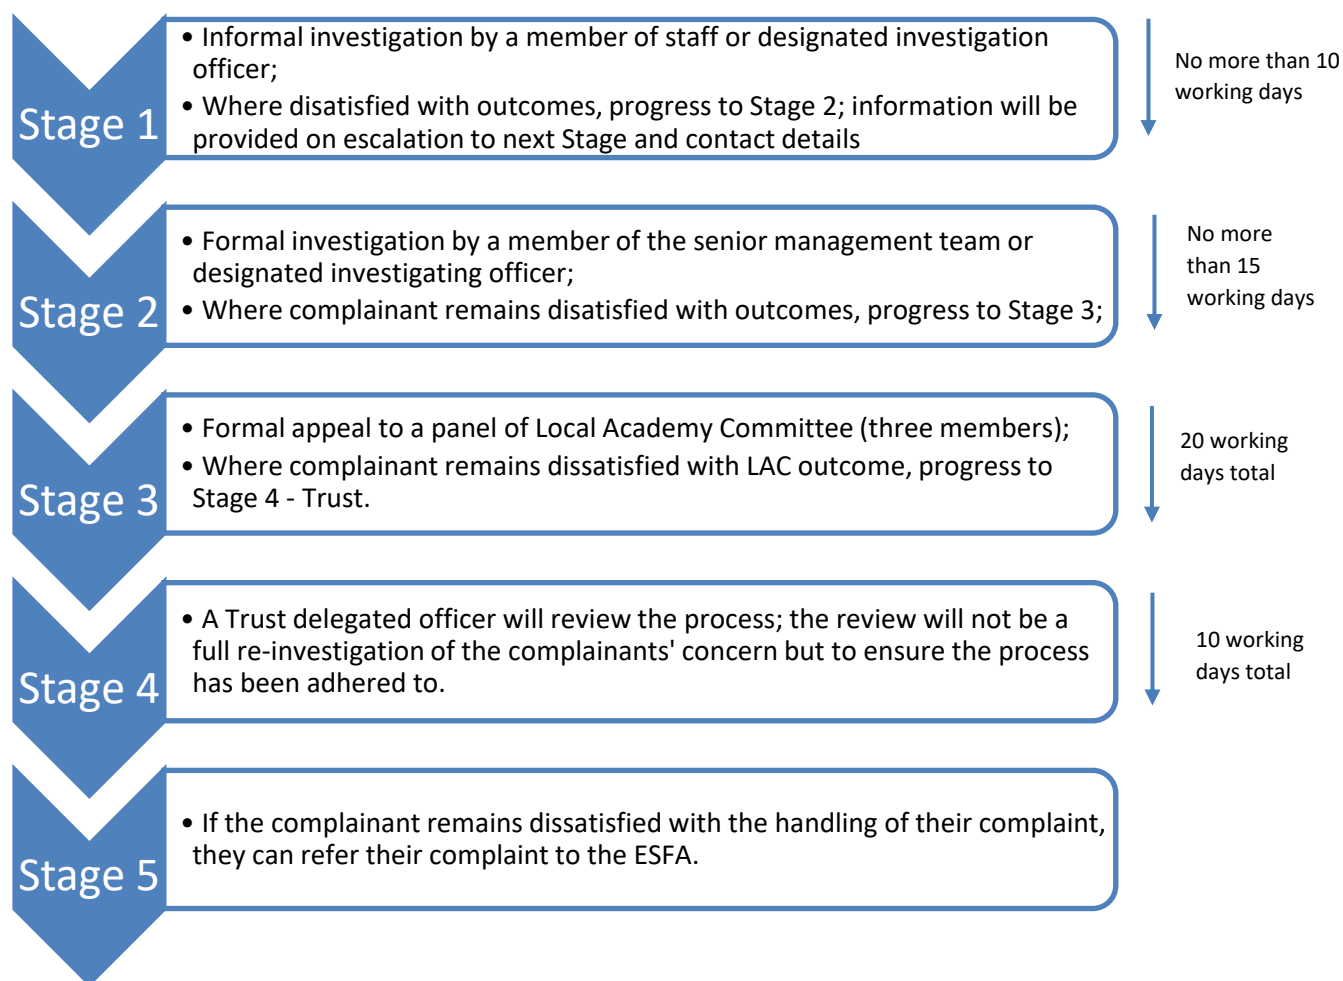 Stage 1
• Informal investigation by a member of staff or designated investigation
officer;
• Where disatisfied with outcomes, progress to Stage 2; information will be
provided on escalation to next Stage and contact details
No more than 10
working days
Stage 2
• Formal investigation by a member of the senior management team or
designated investigating officer;
• Where complainant remains disatisfied with outcomes, progress to Stage 3;
No more
than 15
working days
Stage 3
• Formal appeal to a panel of Local Academy Committee (three members);
• Where complainant remains dissatisfied with LAC outcome, progress to
Stage 4 - Trust.
20 working
days total
Stage 4
• A Trust delegated officer will review the process; the review will not be a
full re-investigation of the complainants' concern but to ensure the process
has been adhered to.
10 working
days total
Stage 5
• If the complainant remains dissatisfied with the handling of their complaint,
they can refer their complaint to the ESFA.